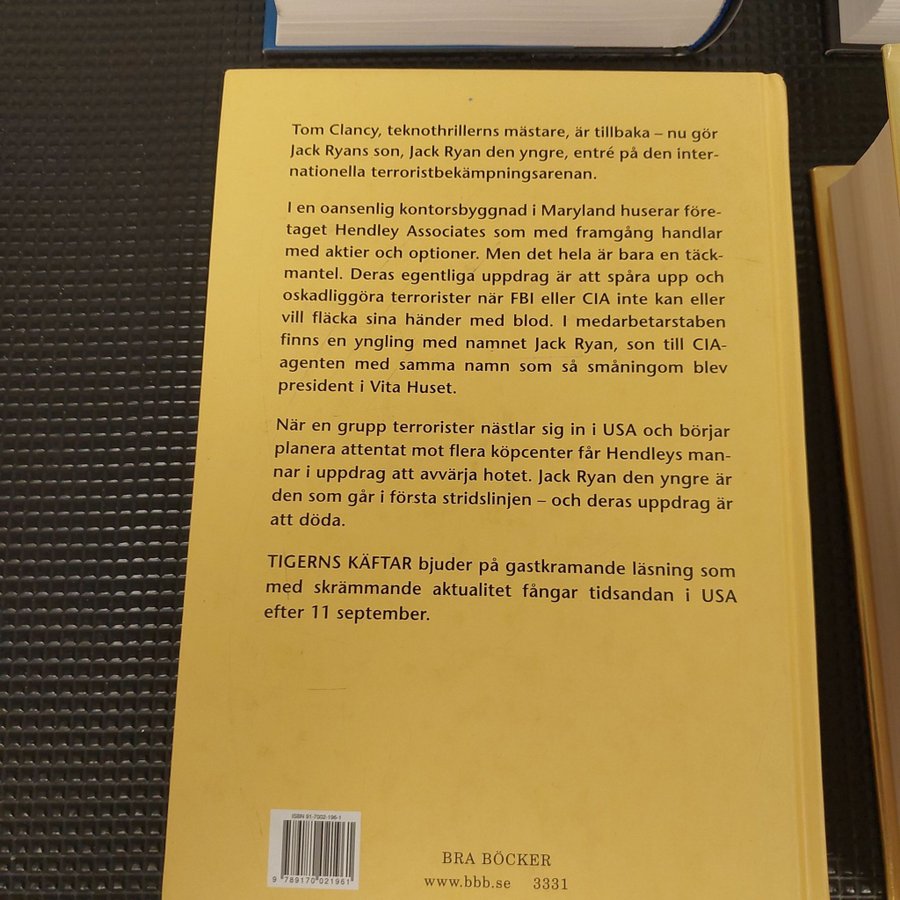 Tom Clancy, teknothrillerns mästare, är tillbaka – nu gör
Jack Ryans son, Jack Ryan den yngre, entré på den inter-
nationella terroristbekämpningsarenan.
I en oansenlig kontorsbyggnad i Maryland huserar före-
taget Hendley Associates som med framgång handlar
med aktier och optioner. Men det hela är bara en täck-
mantel. Deras egentliga uppdrag är att spåra upp och
oskadliggöra terrorister när FBI eller CIA inte kan eller
vill fläcka sina händer med blod. I medarbetarstaben
finns en yngling med namnet Jack Ryan, son till CIA-
agenten med samma namn som så småningom blev
president i Vita Huset.
När en grupp terrorister nästlar sig in i USA och börjar
planera attentat mot flera köpcenter får Hendleys man-
nar i uppdrag att avvärja hotet. Jack Ryan den yngre är
den som går i första stridslinjen – och deras uppdrag är
att döda.
TIGERNS KÄFTAR bjuder på gastkramande läsning som
med skrämmande aktualitet fångar tidsandan i USA
efter 11 september.
ISBN 91-7002-196-1
9 789170 021961
BRA BÖCKER
www.bbb.se 3331